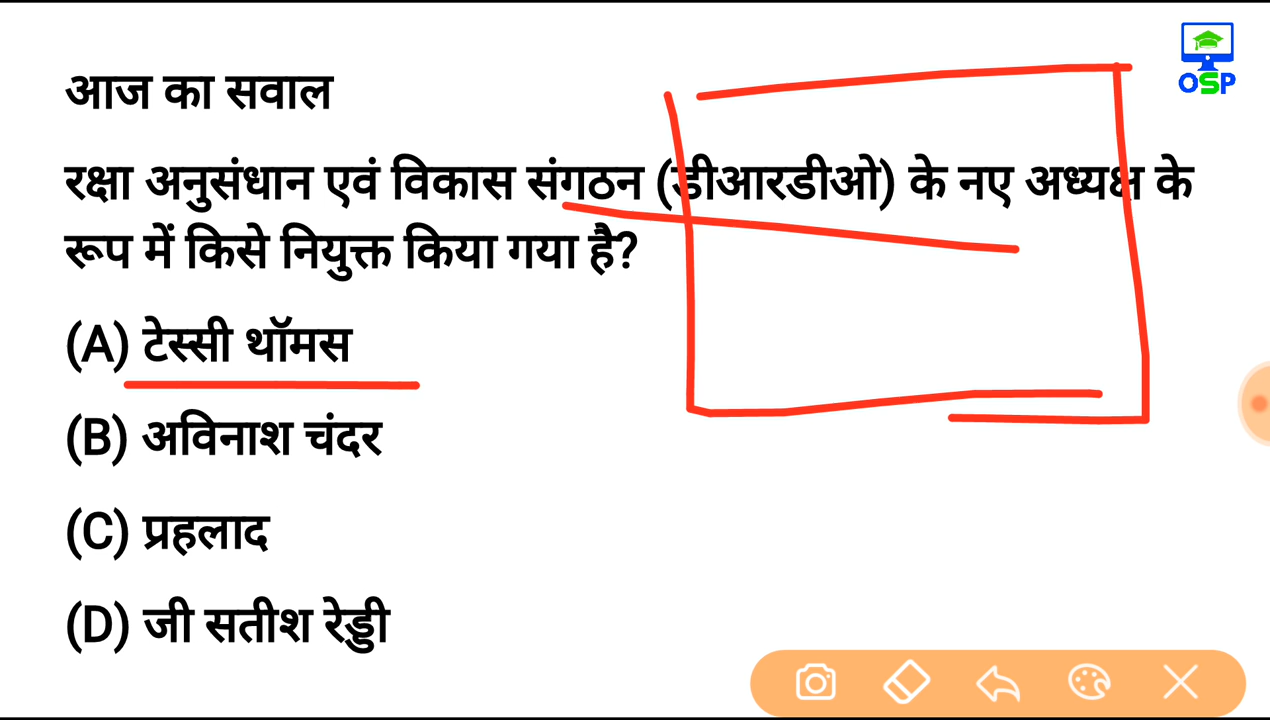 OSP
आज का सवाल
रक्षा अनुसंधान एवं विकास संगठन (डीआरडीओ) के नए अध्यक्ष के
रूप में किसे नियुक्त किया गया है?
(A) टेस्सी थॉमस
(B) अविनाश चंदर
(C) प्रहलाद
(D) जी सतीश रेड्डी